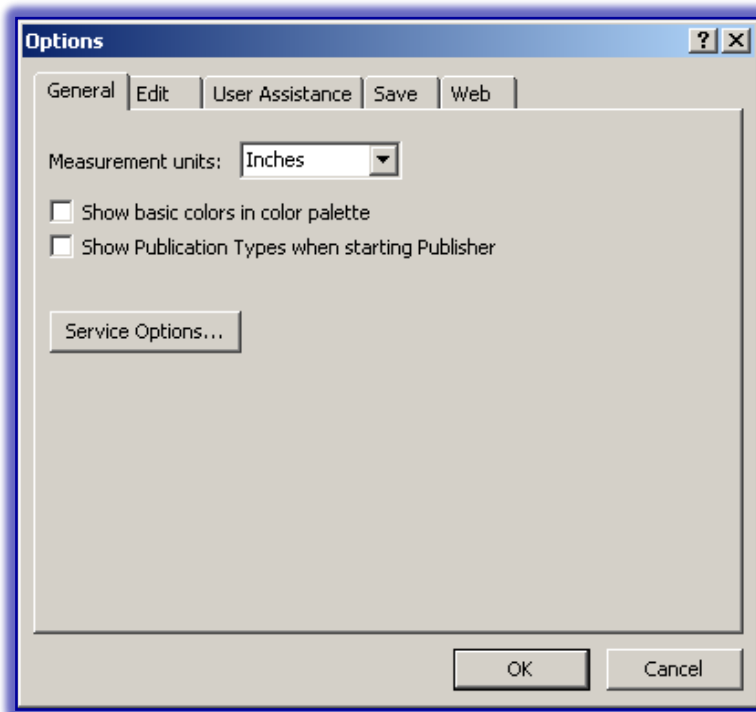 Options
General Edit User Assistance Save Web
Measurement units: Inches
Show basic colors in color palette
Show Publication Types when starting Publisher
Service Options...
OK Cancel